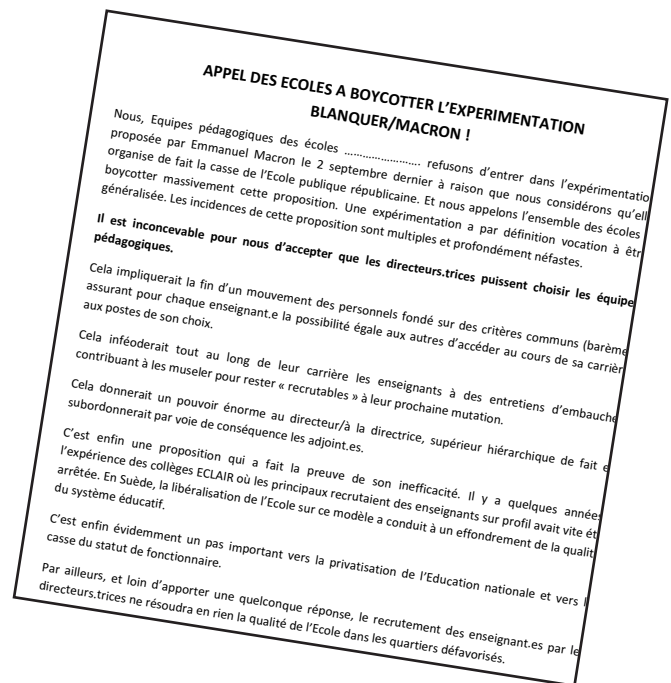 APPEL DES ECOLES A BOYCOTTER L’EXPERIMENTATION
BLANQUER/MACRON !
Nous, Equipes pédagogiques des écoles ………………….... refusons d’entrer dans l’expérimentatio
proposée par Emmanuel Macron le 2 septembre dernier à raison que nous considérons qu’ell
organise de fait la casse de l’Ecole publique républicaine. Et nous appelons l’ensemble des écoles
boycotter massivement cette proposition. Une expérimentation a par définition vocation à êtr
généralisée. Les incidences de cette proposition sont multiples et profondément néfastes.
Il est inconcevable pour nous d’accepter que les directeurs.trices puissent choisir les équipe
pédagogiques.
Cela impliquerait la fin d’un mouvement des personnels fondé sur des critères communs (barème
assurant pour chaque enseignant.e la possibilité égale aux autres d’accéder au cours de sa carrièr
aux postes de son choix.
Cela inféoderait tout au long de leur carrière les enseignants à des entretiens d’embauche
contribuant à les museler pour rester « recrutables » à leur prochaine mutation.
Cela donnerait un pouvoir énorme au directeur/à la directrice, supérieur hiérarchique de fait e
subordonnerait par voie de conséquence les adjoint.es.
C’est enfin une proposition qui a fait la preuve de son inefficacité. Il y a quelques années
l’expérience des collèges ECLAIR où les principaux recrutaient des enseignants sur profil avait vite ét
arrêtée. En Suède, la libéralisation de l’Ecole sur ce modèle a conduit à un effondrement de la qualit
du système éducatif.
C’est enfin évidemment un pas important vers la privatisation de l’Education nationale et vers l
casse du statut de fonctionnaire.
Par ailleurs, et loin d’apporter une quelconque réponse, le recrutement des enseignant.es par le
directeurs.trices ne résoudra en rien la qualité de l’Ecole dans les quartiers défavorisés.